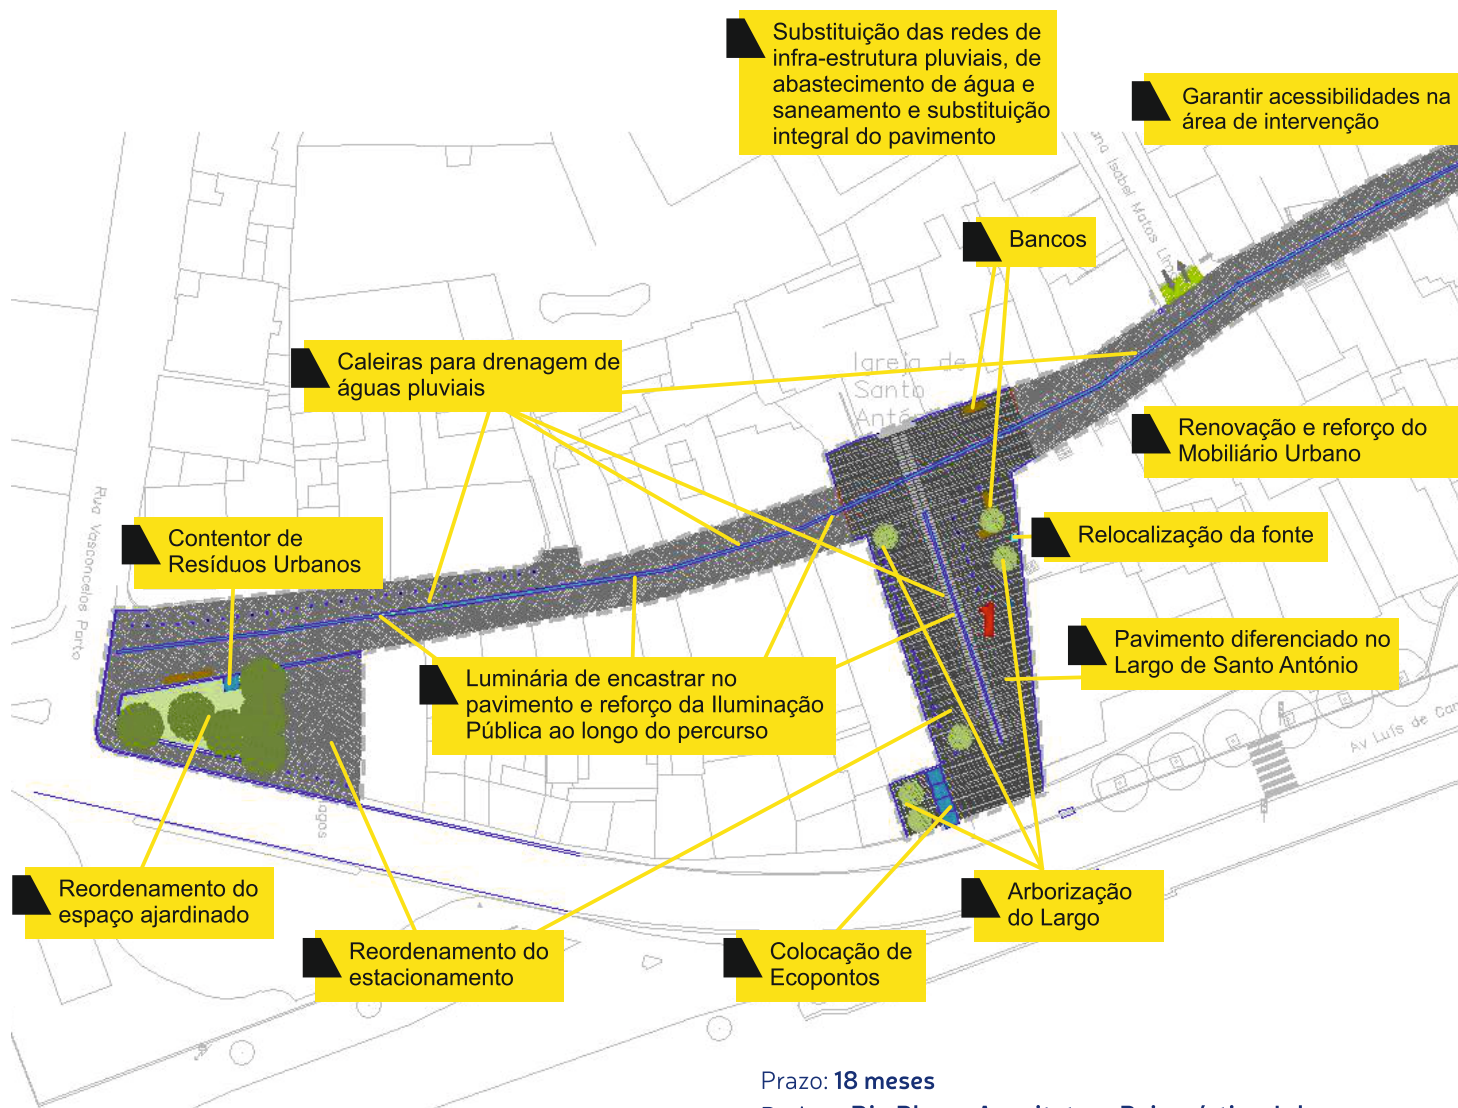 Substituição das redes de
infra-estrutura pluviais, de
abastecimento de água e
saneamento e substituição
integral do pavimento
Garantir acessibilidades na
área de intervenção
Isabel Matos
Bancos
Igreja de
Santo
Caleiras para drenagem de
águas pluviais
Renovação e reforço do
Mobiliário Urbano
Rua Vasconcelos Porto
Contentor de
Resíduos Urbanos
Relocalização da fonte
1
Pavimento diferenciado no
Largo de Santo António
Luminária de encastrar no
pavimento e reforço da Iluminação
Pública ao longo do percurso
Av Luís de
Reordenamento do
espaço ajardinado
Reordenamento do
estacionamento
Arborização
do Largo
Colocação de
Ecopontos
Prazo: 18 meses